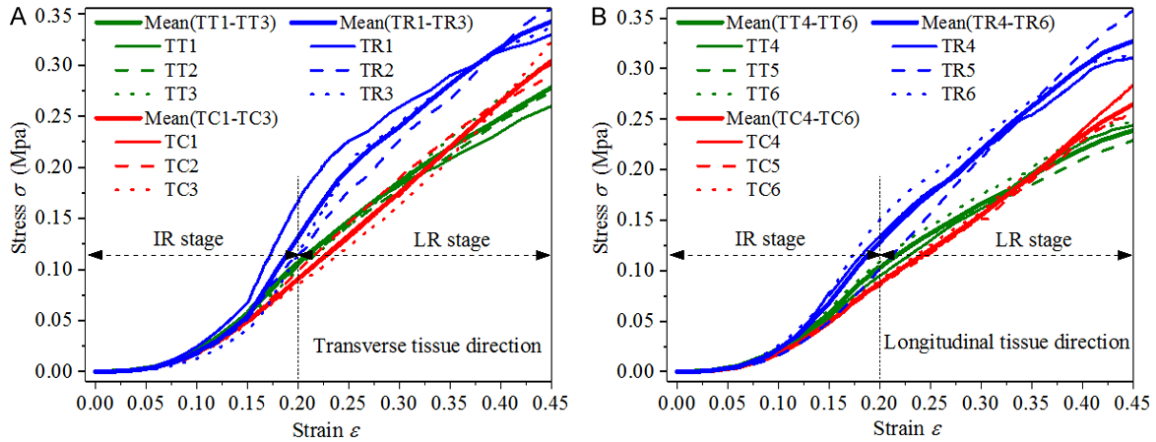 A
Mean(TT1-TT3)
TT1
TT2
TT3
Mean(TC1-TC3)
TC1
TC2
TC3
Mean(TR1-TR3)
TR1
TR2
TR3
Stress σ (Mpa)
0.35
0.30
0.25
0.20
0.15
0.10
0.05
0.00
IR stage
LR stage
Transverse tissue direction
0.00 0.05 0.10 0.15 0.20 0.25 0.30 0.35 0.40 0.45
Strain ε
B
Mean(TT4-TT6)
TT4
TT5
TT6
Mean(TC4-TC6)
TC4
TC5
TC6
Mean(TR4-TR6)
TR4
TR5
TR6
Stress σ (Mpa)
0.35
0.30
0.25
0.20
0.15
0.10
0.05
0.00
IR stage
LR stage
Longitudinal tissue direction
0.00 0.05 0.10 0.15 0.20 0.25 0.30 0.35 0.40 0.45
Strain ε